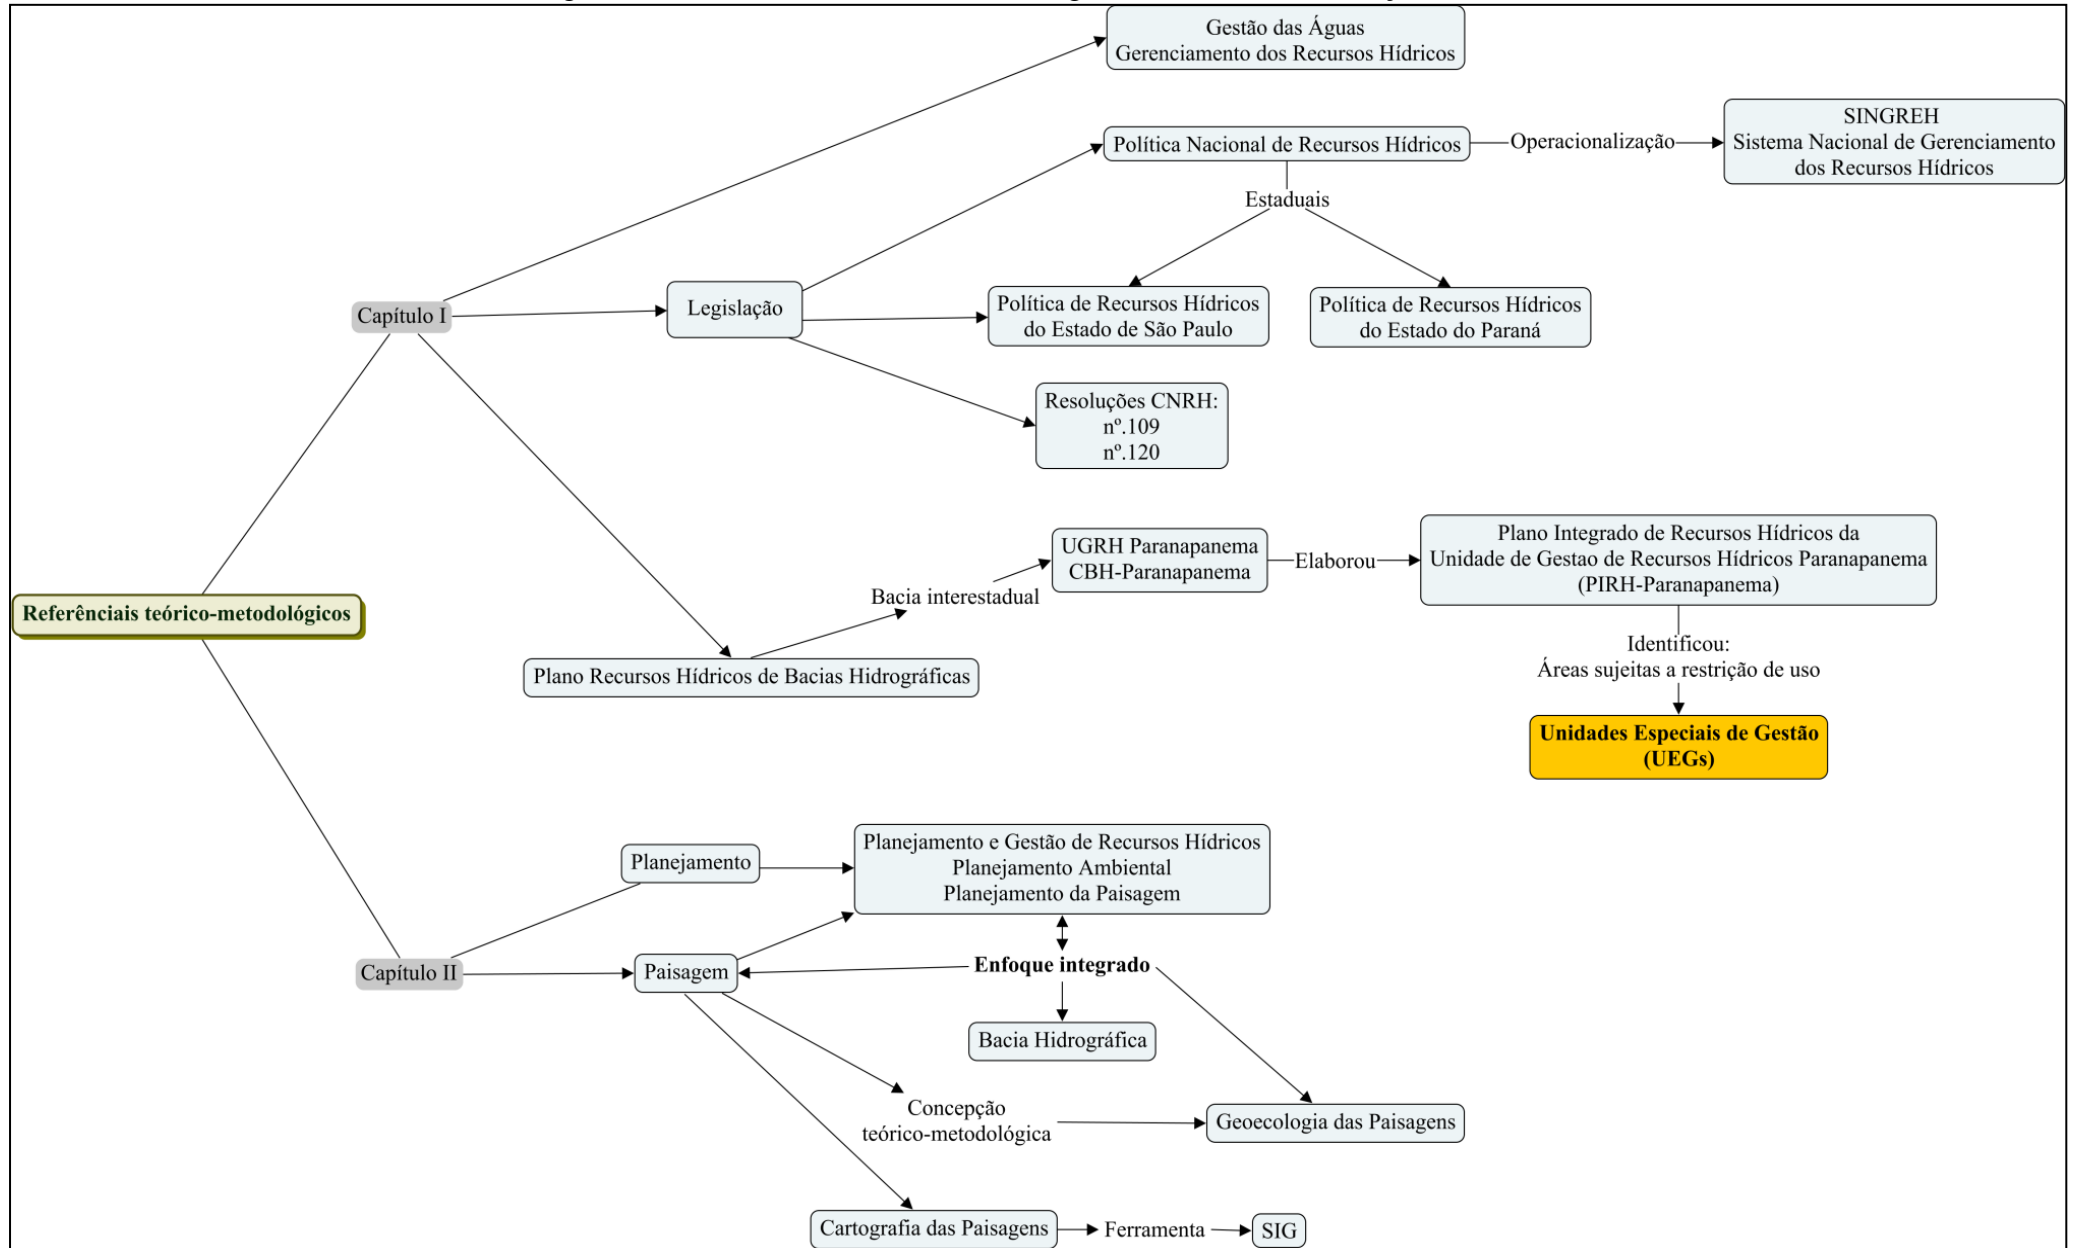 Gestão das Águas
Gerenciamento dos Recursos Hídricos
SINGREH
Sistema Nacional de Gerenciamento
dos Recursos Hídricos
Política Nacional de Recursos Hídricos
Operacionalização
Estaduais
Capítulo I
Legislação
Política de Recursos Hídricos
do Estado de São Paulo
Política de Recursos Hídricos
do Estado do Paraná
Resoluções CNRH:
nº.109
nº.120
UGRH Paranapanema
CBH-Paranapanema
Elaborou
Plano Integrado de Recursos Hídricos da
Unidade de Gestao de Recursos Hídricos Paranapanema
(PIRH-Paranapanema)
Bacia interestadual
Referênciais teórico-metodológicos
Identificou:
Áreas sujeitas a restrição de uso
Plano Recursos Hídricos de Bacias Hidrográficas
Unidades Especiais de Gestão
(UEGs)
Planejamento
Planejamento e Gestão de Recursos Hídricos
Planejamento Ambiental
Planejamento da Paisagem
Capítulo II
Paisagem
Enfoque integrado
Bacia Hidrográfica
Concepção
teórico-metodológica
Geoecologia das Paisagens
Cartografia das Paisagens
Ferramenta
SIG